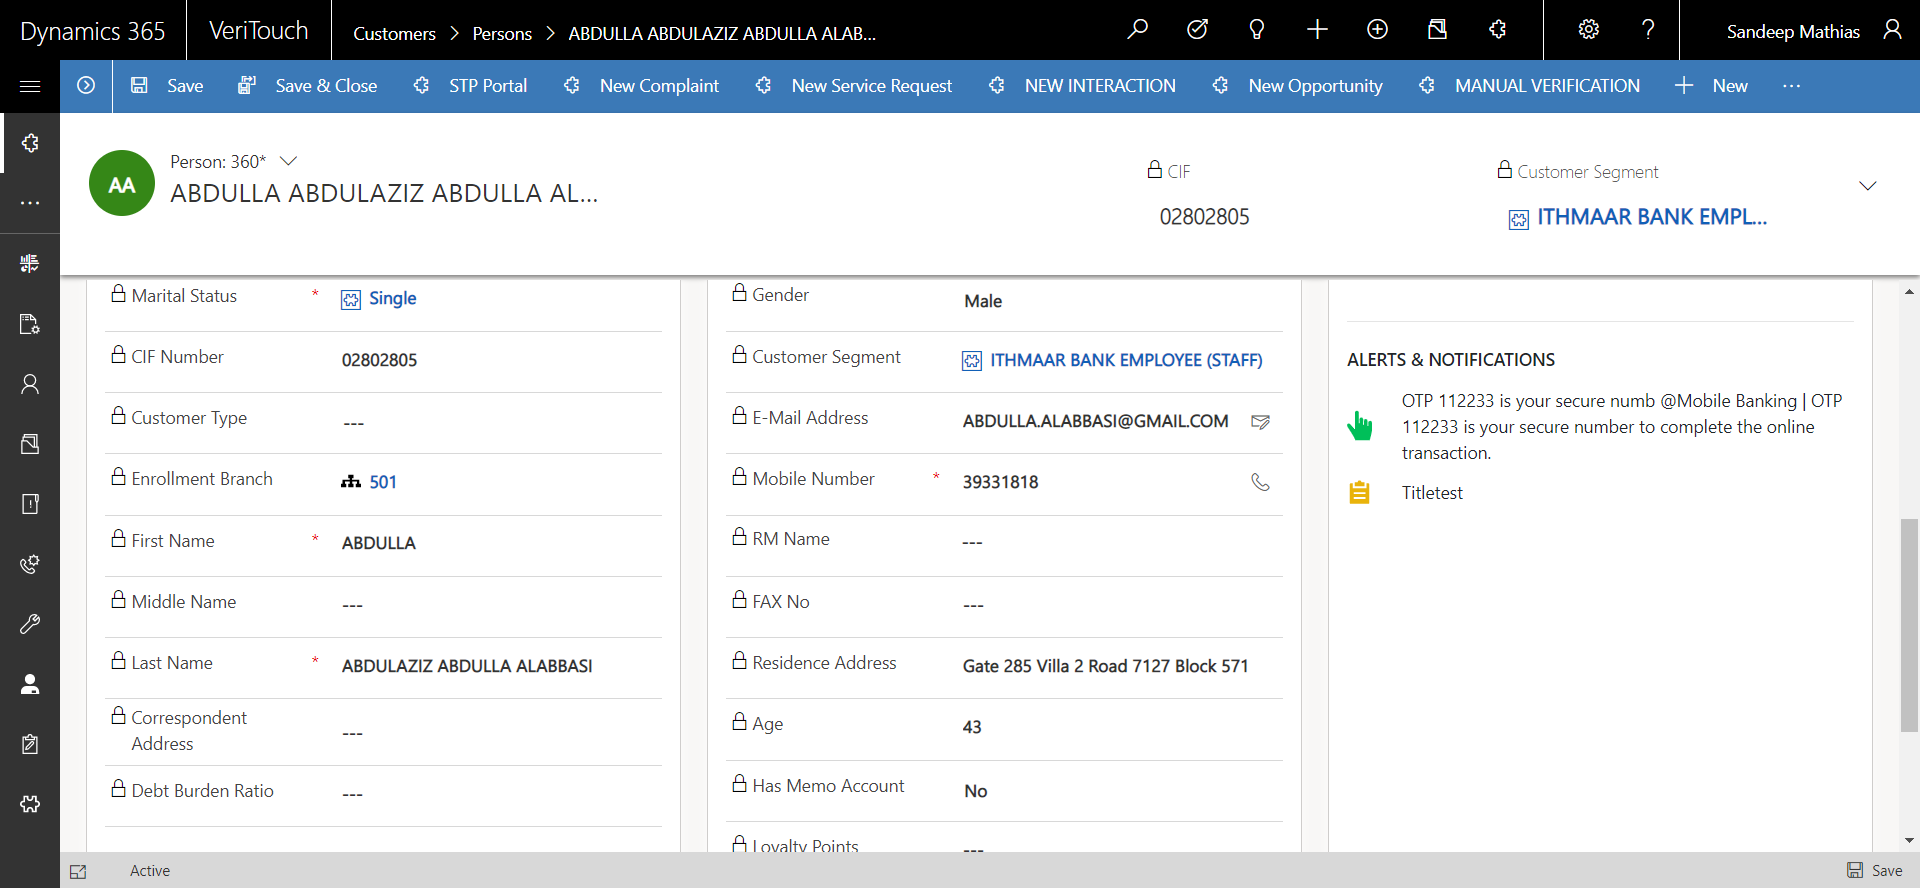 Dynamics 365
VeriTouch
Customers > Persons > ABDULLA ABDULAZIZ ABDULLA ALAB...
Sandeep Mathias
Save
Save & Close
STP Portal
New Complaint
New Service Request
NEW INTERACTION
New Opportunity
MANUAL VERIFICATION
New
AA
Person: 360*
ABDULLA ABDULAZIZ ABDULLA AL...
CIF
02802805
Customer Segment
ITHMAAR BANK EMPL...
Marital Status * Single
CIF Number 02802805
Customer Type ---
Enrollment Branch 501
First Name * ABDULLA
Middle Name ---
Last Name * ABDULAZIZ ABDULLA ALABBASI
Correspondent
Address ---
Debt Burden Ratio ---
Gender Male
Customer Segment ITHMAAR BANK EMPLOYEE (STAFF)
E-Mail Address ABDULLA.ALABBASI@GMAIL.COM
Mobile Number * 39331818
RM Name ---
FAX No ---
Residence Address Gate 285 Villa 2 Road 7127 Block 571
Age 43
Has Memo Account No
Loyalty Points ---
ALERTS & NOTIFICATIONS
OTP 112233 is your secure numb @Mobile Banking | OTP
112233 is your secure number to complete the online
transaction.
Titletest
Active
Save